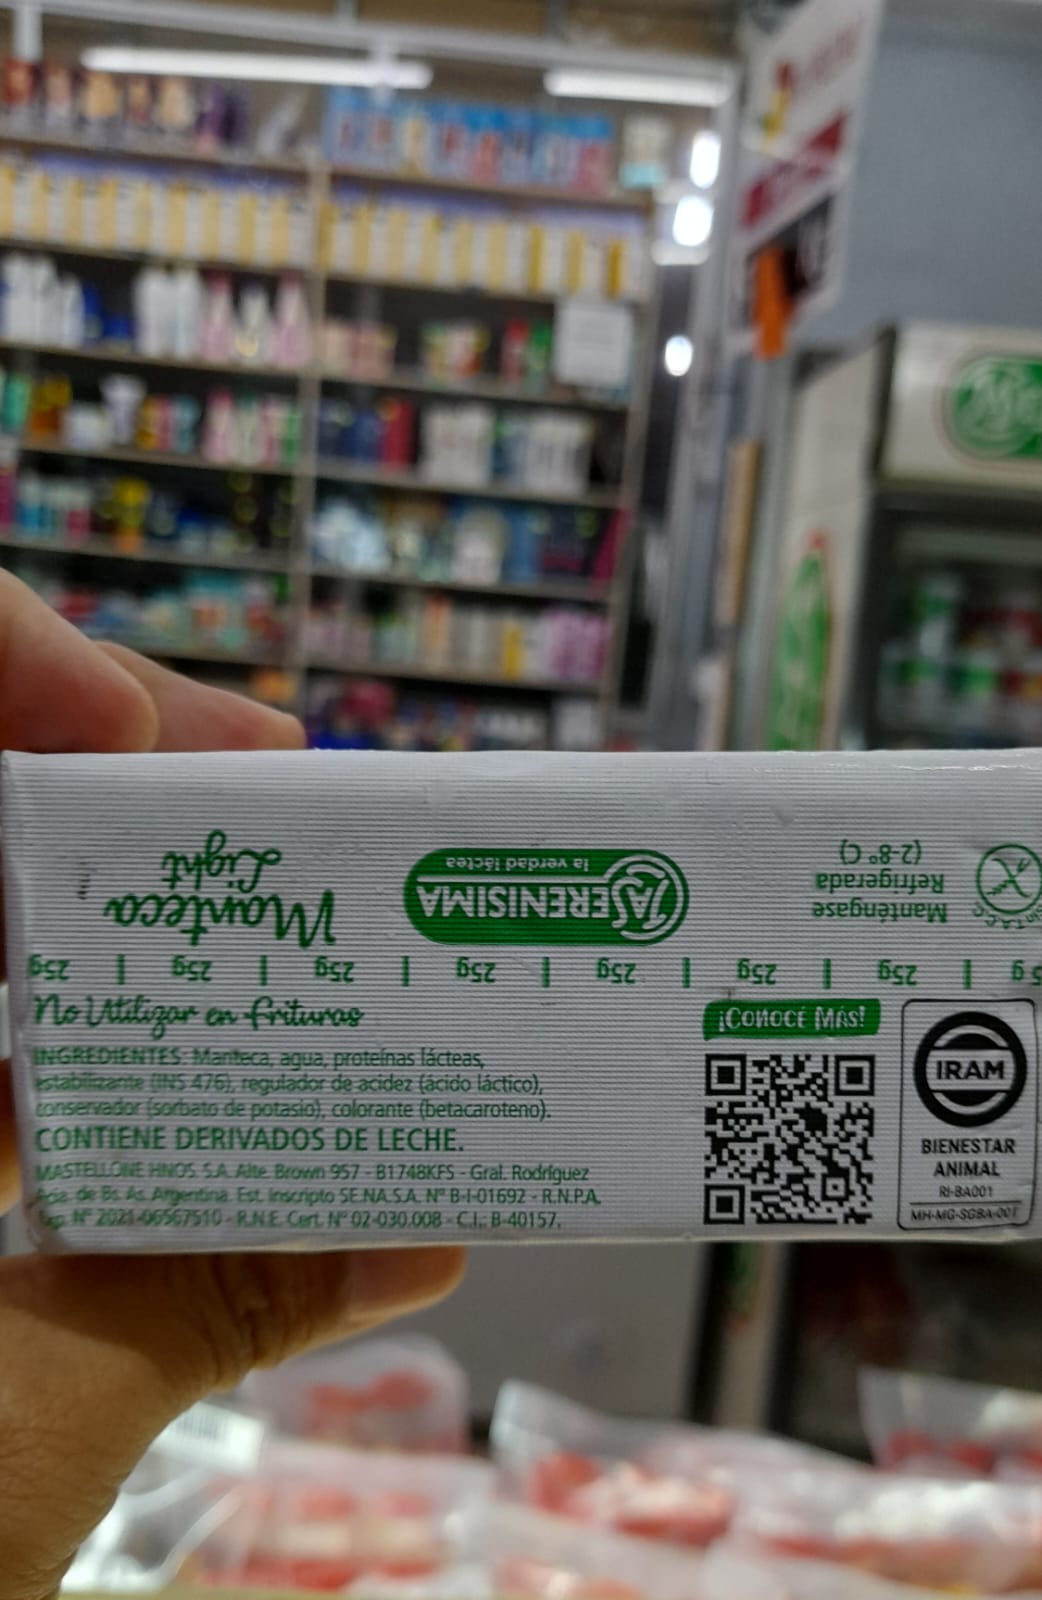 Manteca
Light
LA SERENISIMA
la verdad láctea
Manténgase
Refrigerada
(2-8º C)
Sin T.A.C.C.
25g | 25g | 25g | 25g | 25g | 25g | 25g |
No Utilizar en frituras
INGREDIENTES: Manteca, agua, proteínas lácteas,
estabilizante (INS 476), regulador de acidez (ácido láctico),
conservador (sorbato de potasio), colorante (betacaroteno).
CONTIENE DERIVADOS DE LECHE.
MASTELLONE HNOS. S.A. Alte. Brown 957 - B1748KFS - Gral. Rodríguez
Pcia. de Bs. As. Argentina. Est. Inscripto SE.NA.S.A. Nº B-I-01692 - R.N.P.A.
Exp. Nº 2021-06567510 - R.N.E. Cert. Nº 02-030.008 - C.I.: B-40157.
¡CONOCÉ MÁS!
IRAM
BIENESTAR
ANIMAL
RI-BA001
MH-MG-SGBA-001